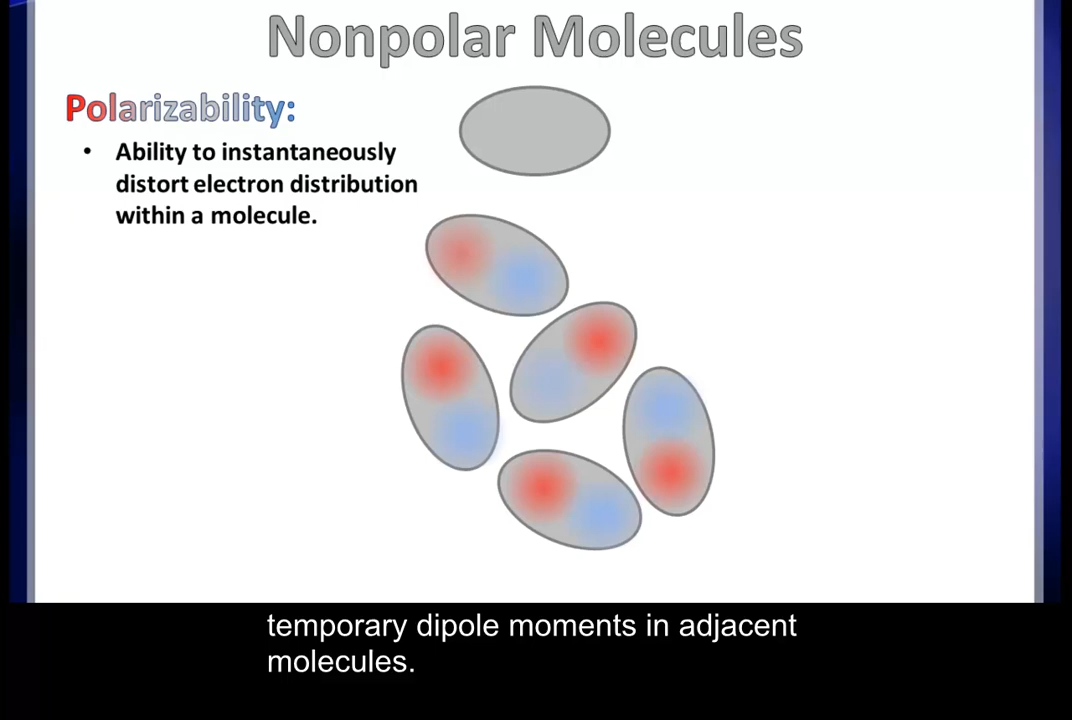 Nonpolar Molecules
Polarizability:
• Ability to instantaneously
distort electron distribution
within a molecule.
temporary dipole moments in adjacent
molecules.